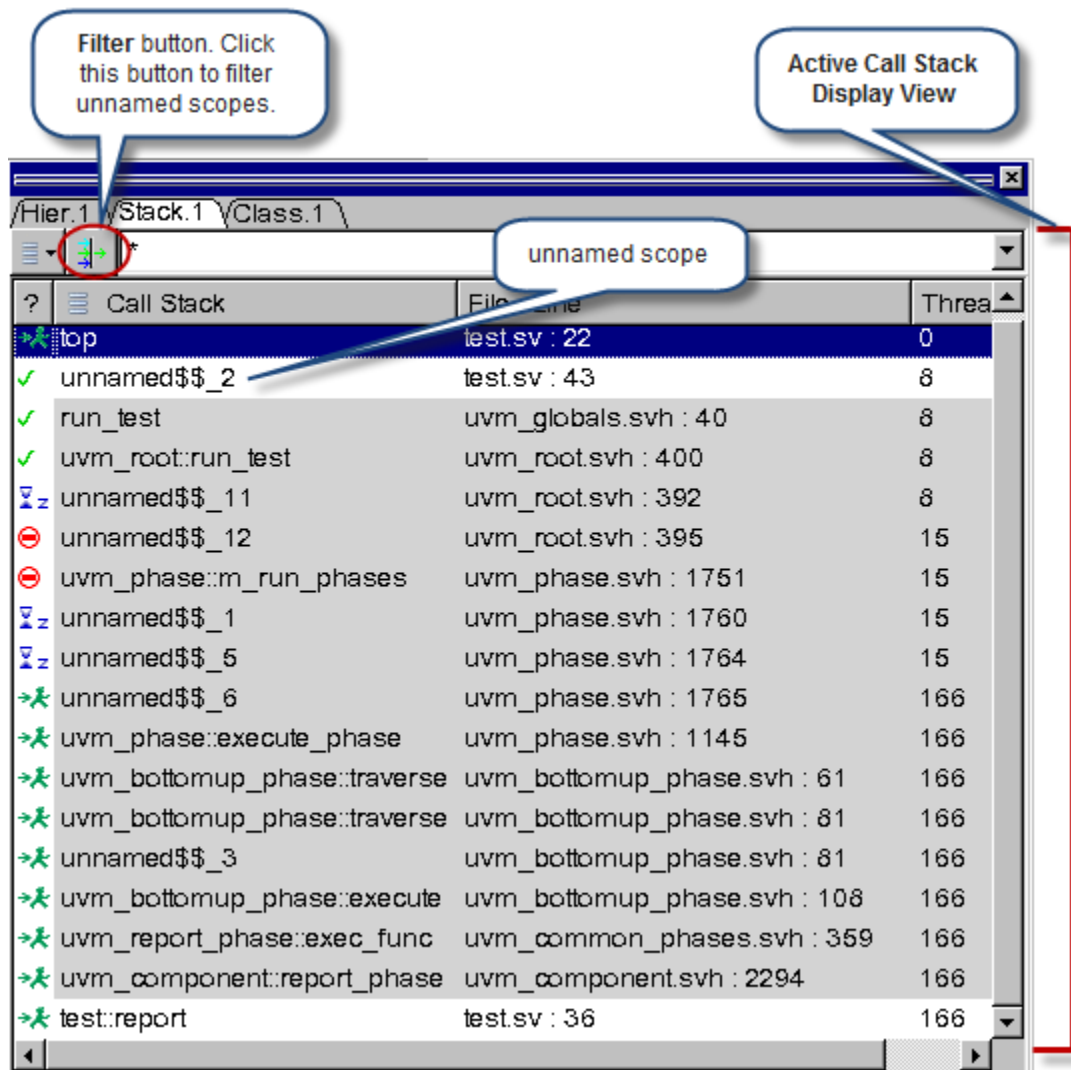 Filter button. Click
this button to filter
unnamed scopes.
Active Call Stack
Display View
Hier.1 Stack.1 Class.1
*
unnamed scope
? Call Stack Threa
top test.sv : 22 0
unnamed$$_2 test.sv : 43 8
run_test uvm_globals.svh : 40 8
uvm_root::run_test uvm_root.svh : 400 8
unnamed$$_11 uvm_root.svh : 392 8
unnamed$$_12 uvm_root.svh : 395 15
uvm_phase::m_run_phases uvm_phase.svh : 1751 15
unnamed$$_1 uvm_phase.svh : 1760 15
unnamed$$_5 uvm_phase.svh : 1764 15
unnamed$$_6 uvm_phase.svh : 1765 166
uvm_phase::execute_phase uvm_phase.svh : 1145 166
uvm_bottomup_phase::traverse uvm_bottomup_phase.svh : 61 166
uvm_bottomup_phase::traverse uvm_bottomup_phase.svh : 81 166
unnamed$$_3 uvm_bottomup_phase.svh : 81 166
uvm_bottomup_phase::execute uvm_bottomup_phase.svh : 108 166
uvm_report_phase::exec_func uvm_common_phases.svh : 359 166
uvm_component::report_phase uvm_component.svh : 2294 166
test::report test.sv : 36 166